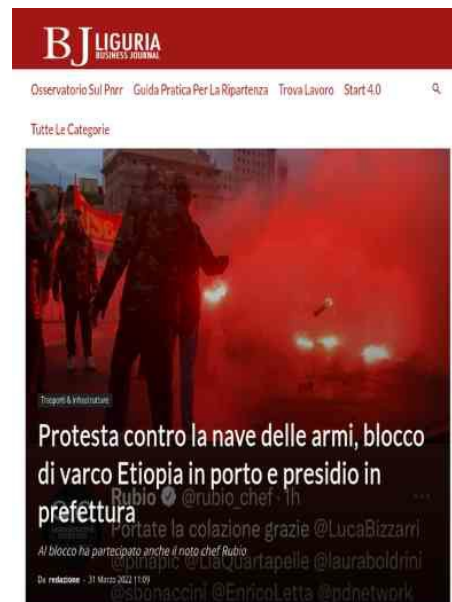 BJ LIGURIA
BUSINESS JOURNAL
Osservatorio Sul Pnrr Guida Pratica Per La Ripartenza Trova Lavoro Start 4.0
Tutte Le Categorie
Trasporti & Infrastrutture
Protesta contro la nave delle armi, blocco
di varco Etiopia in porto e presidio in
prefettura
Rubio @rubio_chef · 1h
Portate la colazione grazie @LucaBizzarri
Al blocco ha partecipato anche il noto chef Rubio
@pinapic @LiaQuartapelle @lauraboldrini
Da redazione - 31 Marzo 2022 11:09
@sbonaccini @EnricoLetta @pdnetwork